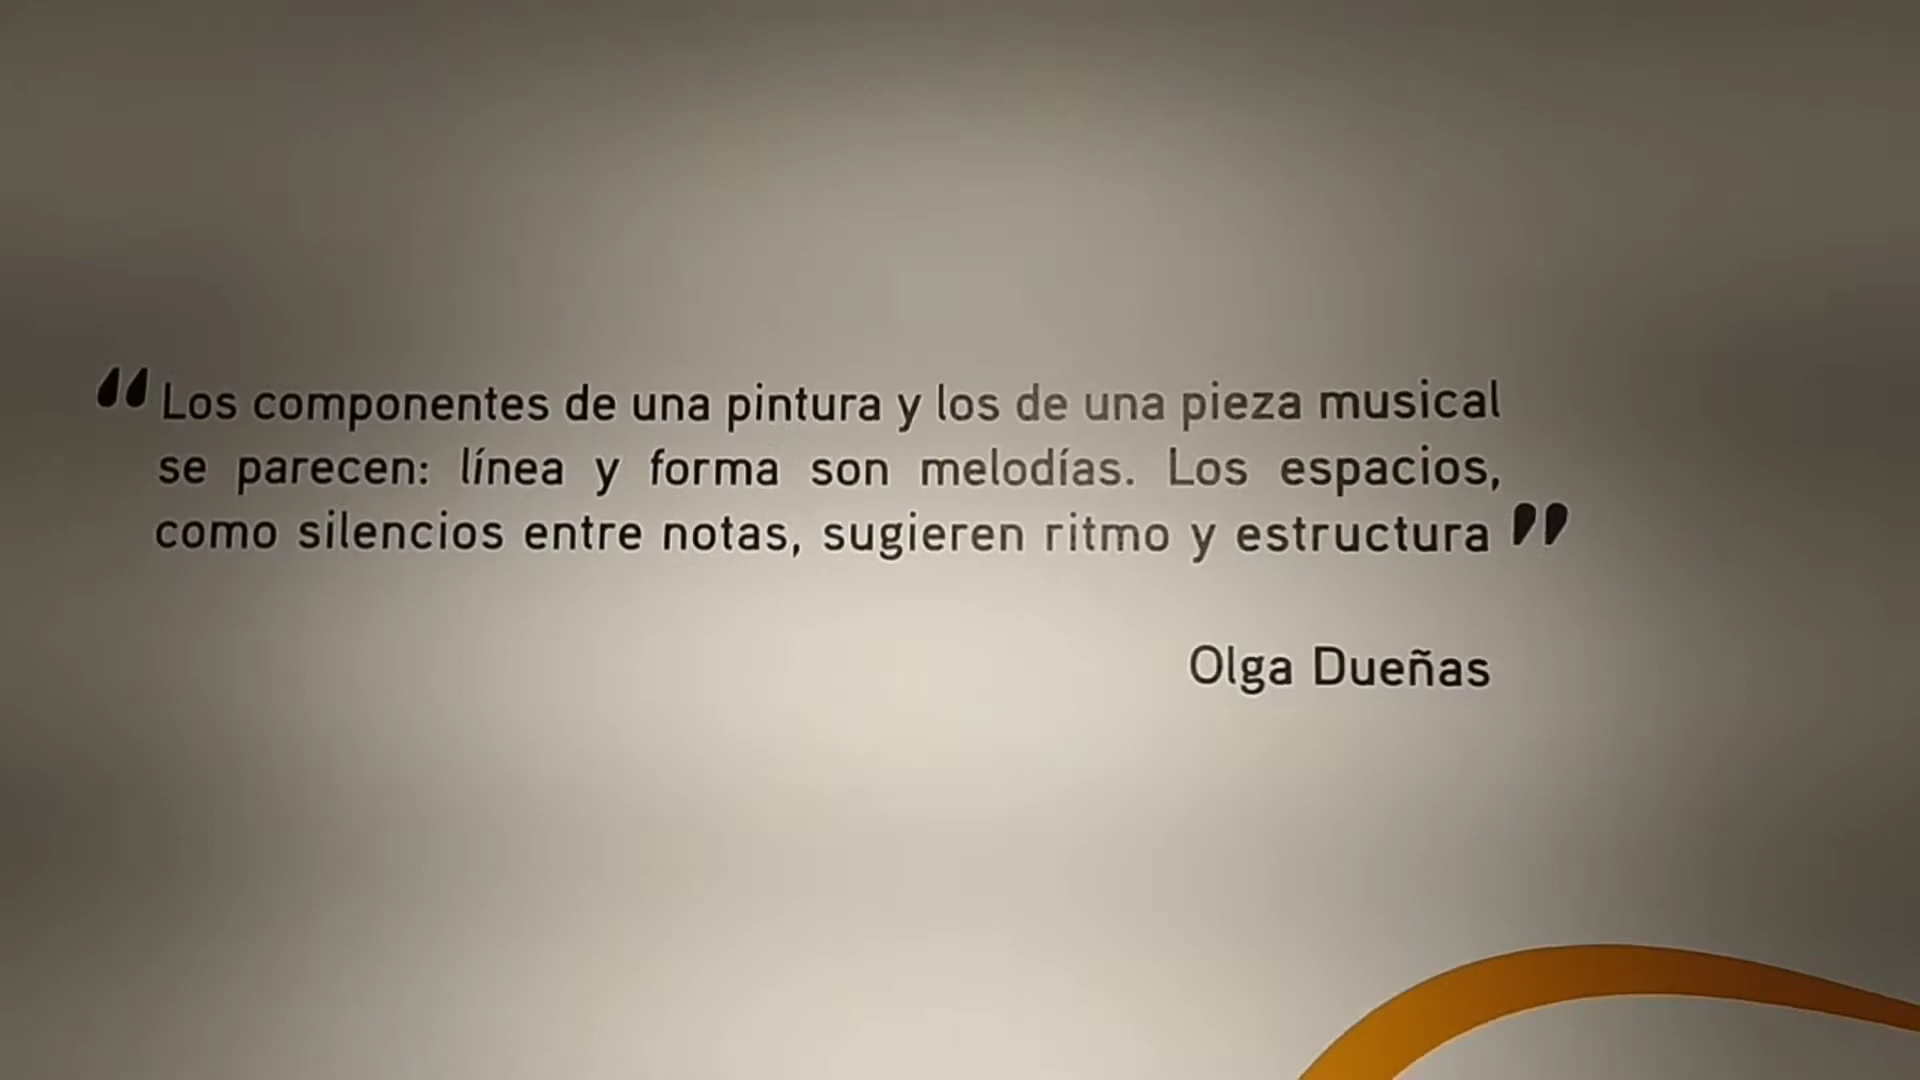 “Los componentes de una pintura y los de una pieza musical
se parecen: línea y forma son melodías. Los espacios,
como silencios entre notas, sugieren ritmo y estructura”
Olga Dueñas